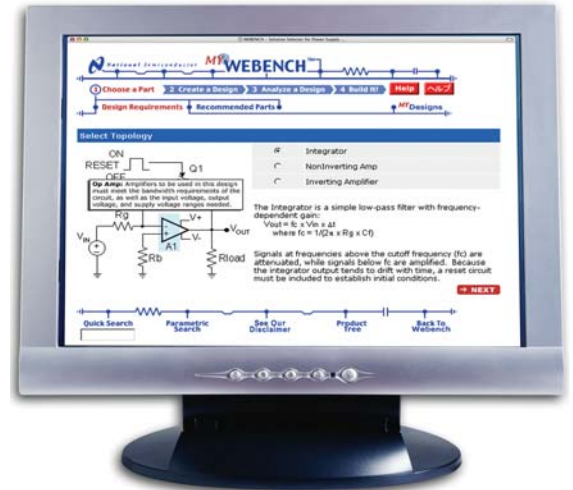 WEBENCH - Solution Selector for Power Supply ...
National Semiconductor MY WEBENCH™
1 Choose a Part 2 Create a Design 3 Analyze a Design 4 Build It! Help ヘルプ
Design Requirements Recommended Parts MY Designs
Select Topology
ON
RESET
OFF
Q1
Op Amp: Amplifiers to be used in this design
must meet the bandwidth requirements of the
circuit, as well as the input voltage, output
voltage, and supply voltage ranges needed.
Rg
V+
VIN
VOUT
V-
A1
Rb
Rload
Integrator
NonInverting Amp
Inverting Amplifier
The Integrator is a simple low-pass filter with frequency-
dependent gain:
Vout = fc x Vin x Δt
where fc = 1/(2π x Rg x Cf)
Signals at frequencies above the cutoff frequency (fc) are
attenuated, while signals below fc are amplified. Because
the integrator output tends to drift with time, a reset circuit
must be included to establish initial conditions.
→ NEXT
Quick Search
Parametric
Search
See Our
Disclaimer
Product
Tree
Back To
Webench